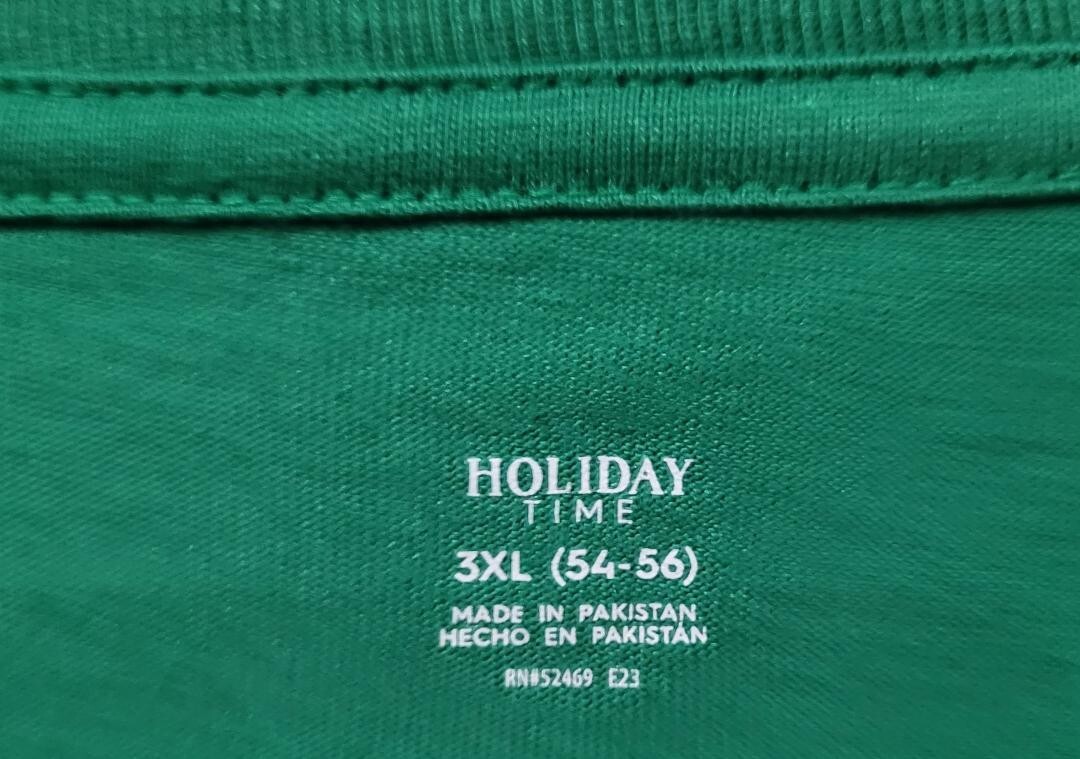 HOLIDAY
TIME
3XL (54-56)
MADE IN PAKISTAN
HECHO EN PAKISTÁN
RN#52469 E23